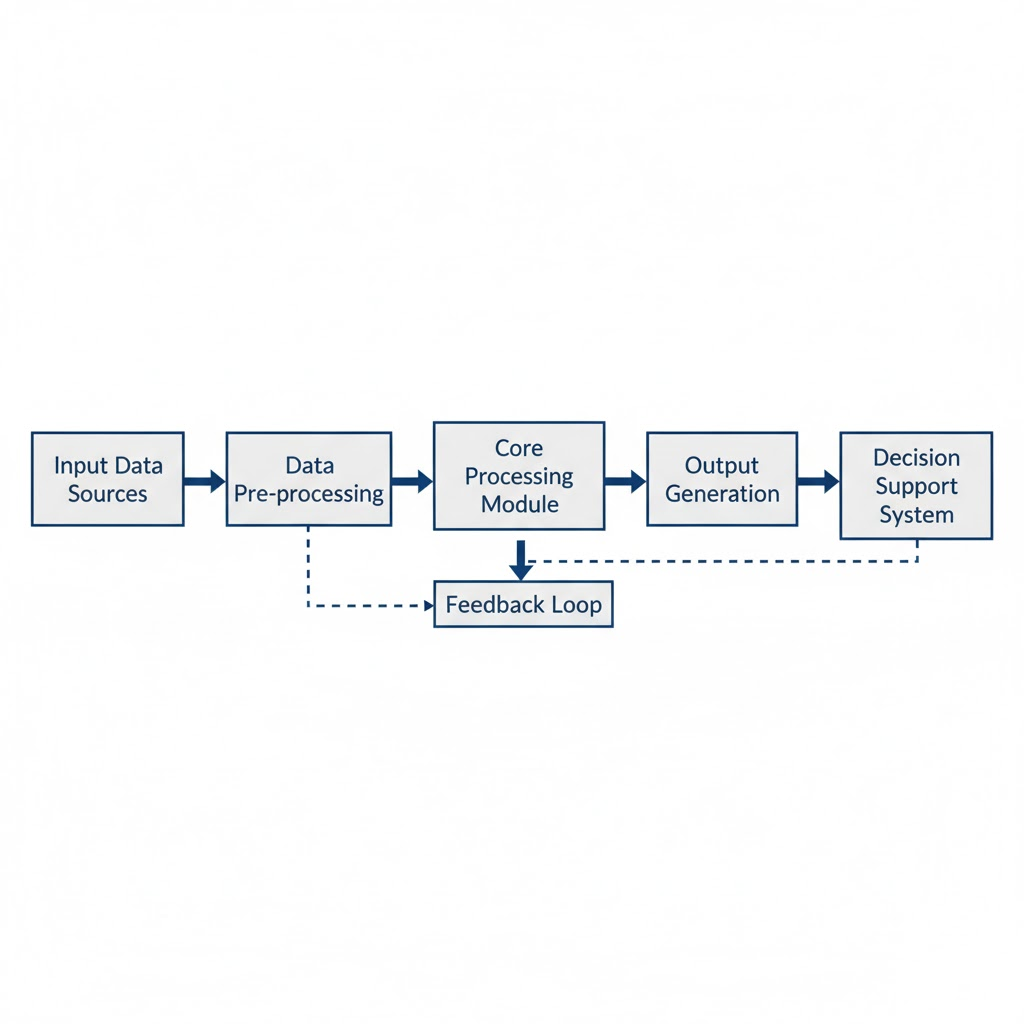 Input Data
Sources
Data
Pre-processing
Core
Processing
Module
Output
Generation
Decision
Support
System
Feedback Loop